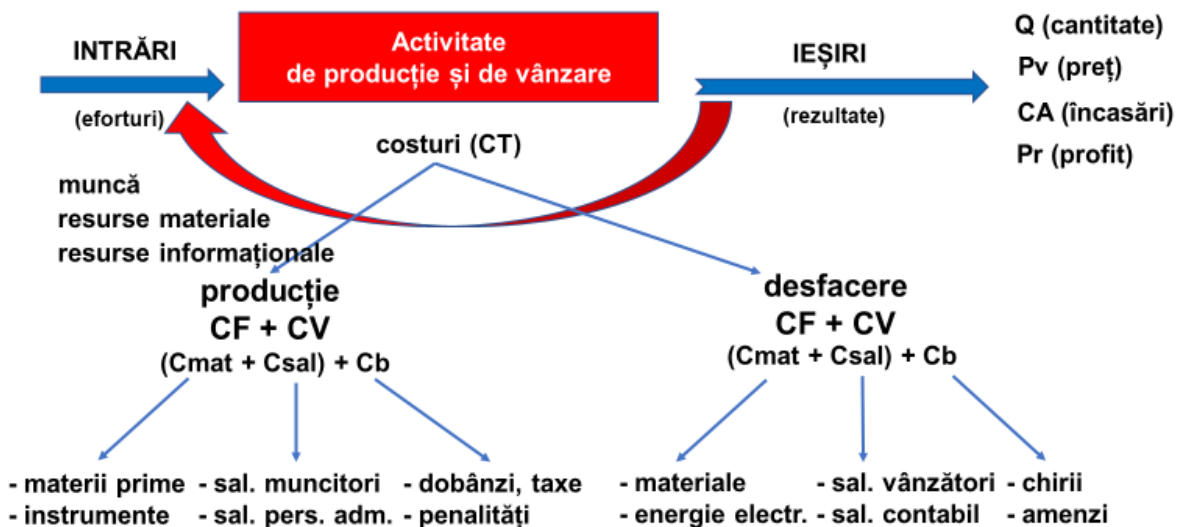 INTRĂRI
(eforturi)
Activitate
de producție și de vânzare
IEȘIRI
(rezultate)
Q (cantitate)
Pv (preț)
CA (încasări)
Pr (profit)
costuri (CT)
muncă
resurse materiale
resurse informaționale
producție
CF + CV
(Cmat + Csal) + Cb
desfacere
CF + CV
(Cmat + Csal) + Cb
- materii prime
- instrumente
- sal. muncitori
- sal. pers. adm.
- dobânzi, taxe
- penalități
- materiale
- energie electr.
- sal. vânzători
- sal. contabil
- chirii
- amenzi